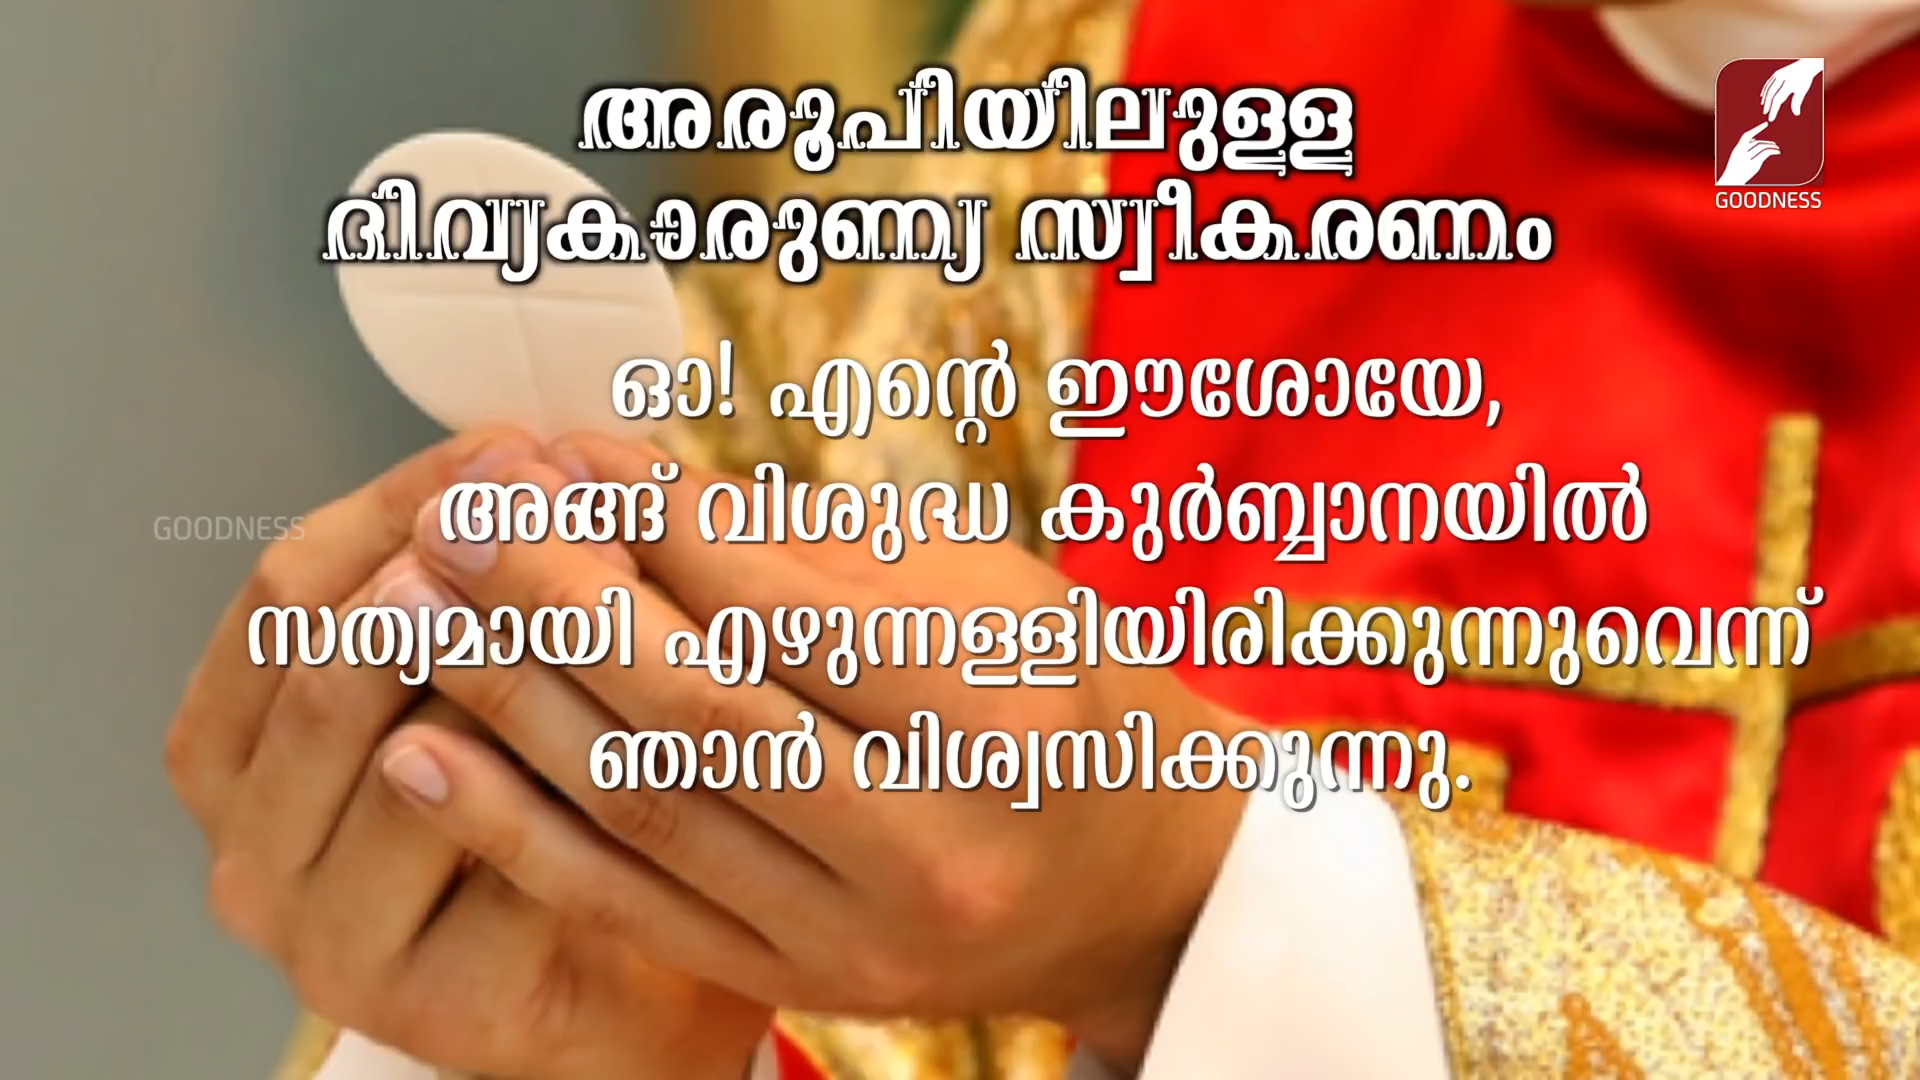 അരൂപിയിലുള്ള
ദിവ്യകാരുണ്യ സ്വീകരണം
GOODNESS
ഓ! എന്റെ ഈശോയേ,
അങ്ങ് വിശുദ്ധ കുർബ്ബാനയിൽ
GOODNESS
സത്യമായി എഴുന്നള്ളിയിരിക്കുന്നുവെന്ന്
ഞാൻ വിശ്വസിക്കുന്നു.